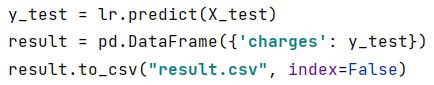 y_test = lr.predict(X_test)
result = pd.DataFrame({'charges': y_test})
result.to_csv("result.csv", index=False)